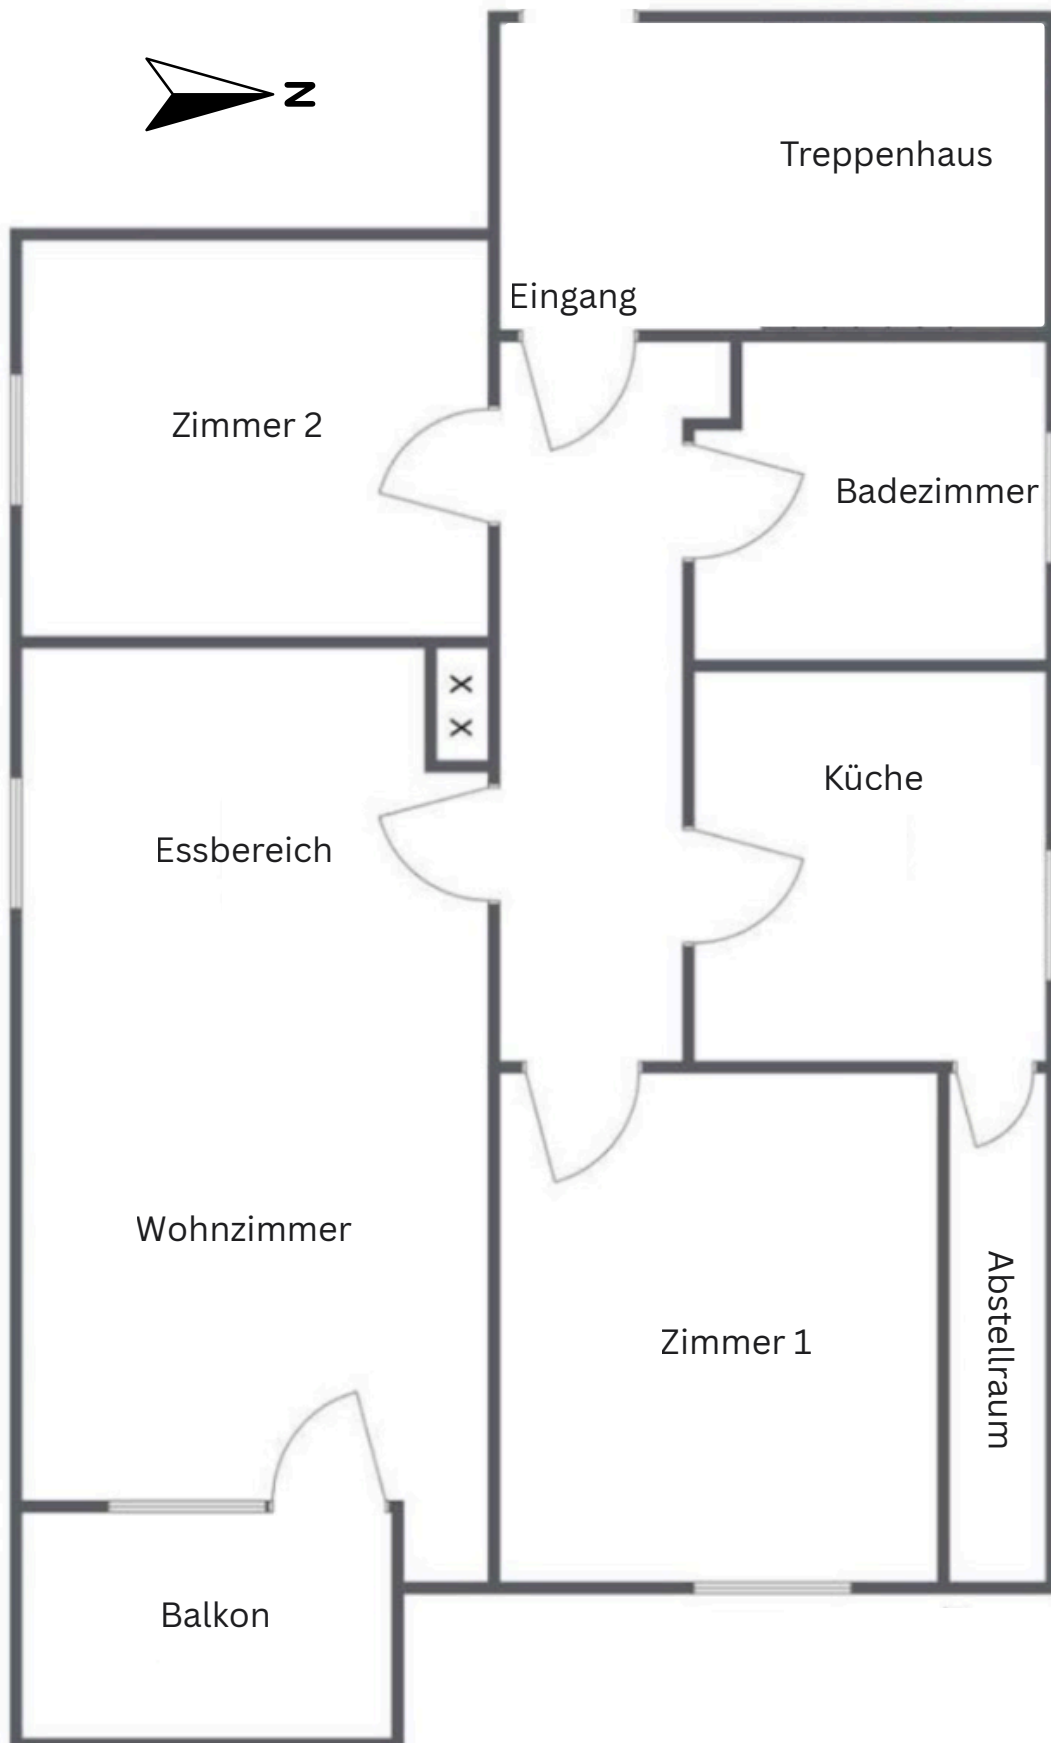 N
Treppenhaus
Eingang
Zimmer 2
Badezimmer
x
x
Küche
Essbereich
Wohnzimmer
Zimmer 1
Abstellraum
Balkon